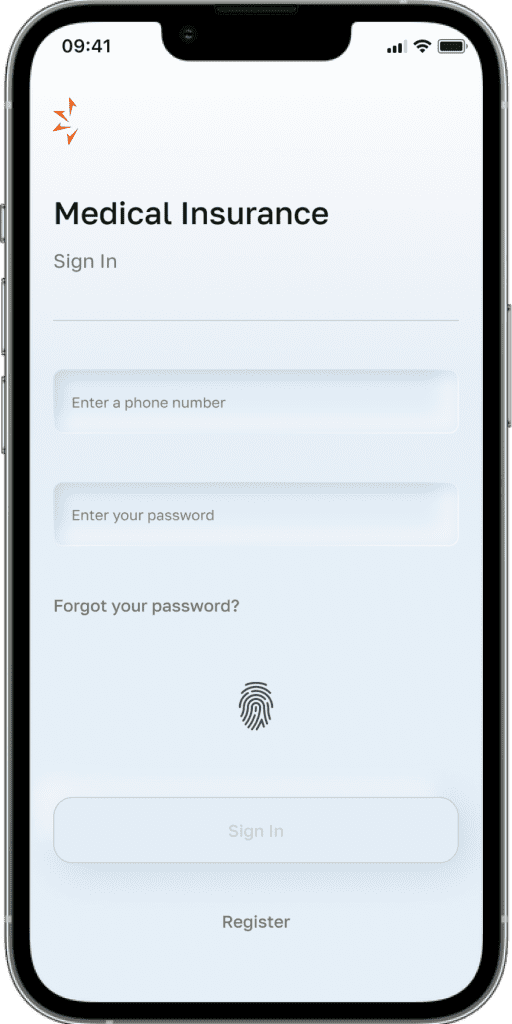 09:41
Medical Insurance
Sign In
Enter a phone number
Enter your password
Forgot your password?
Sign In
Register